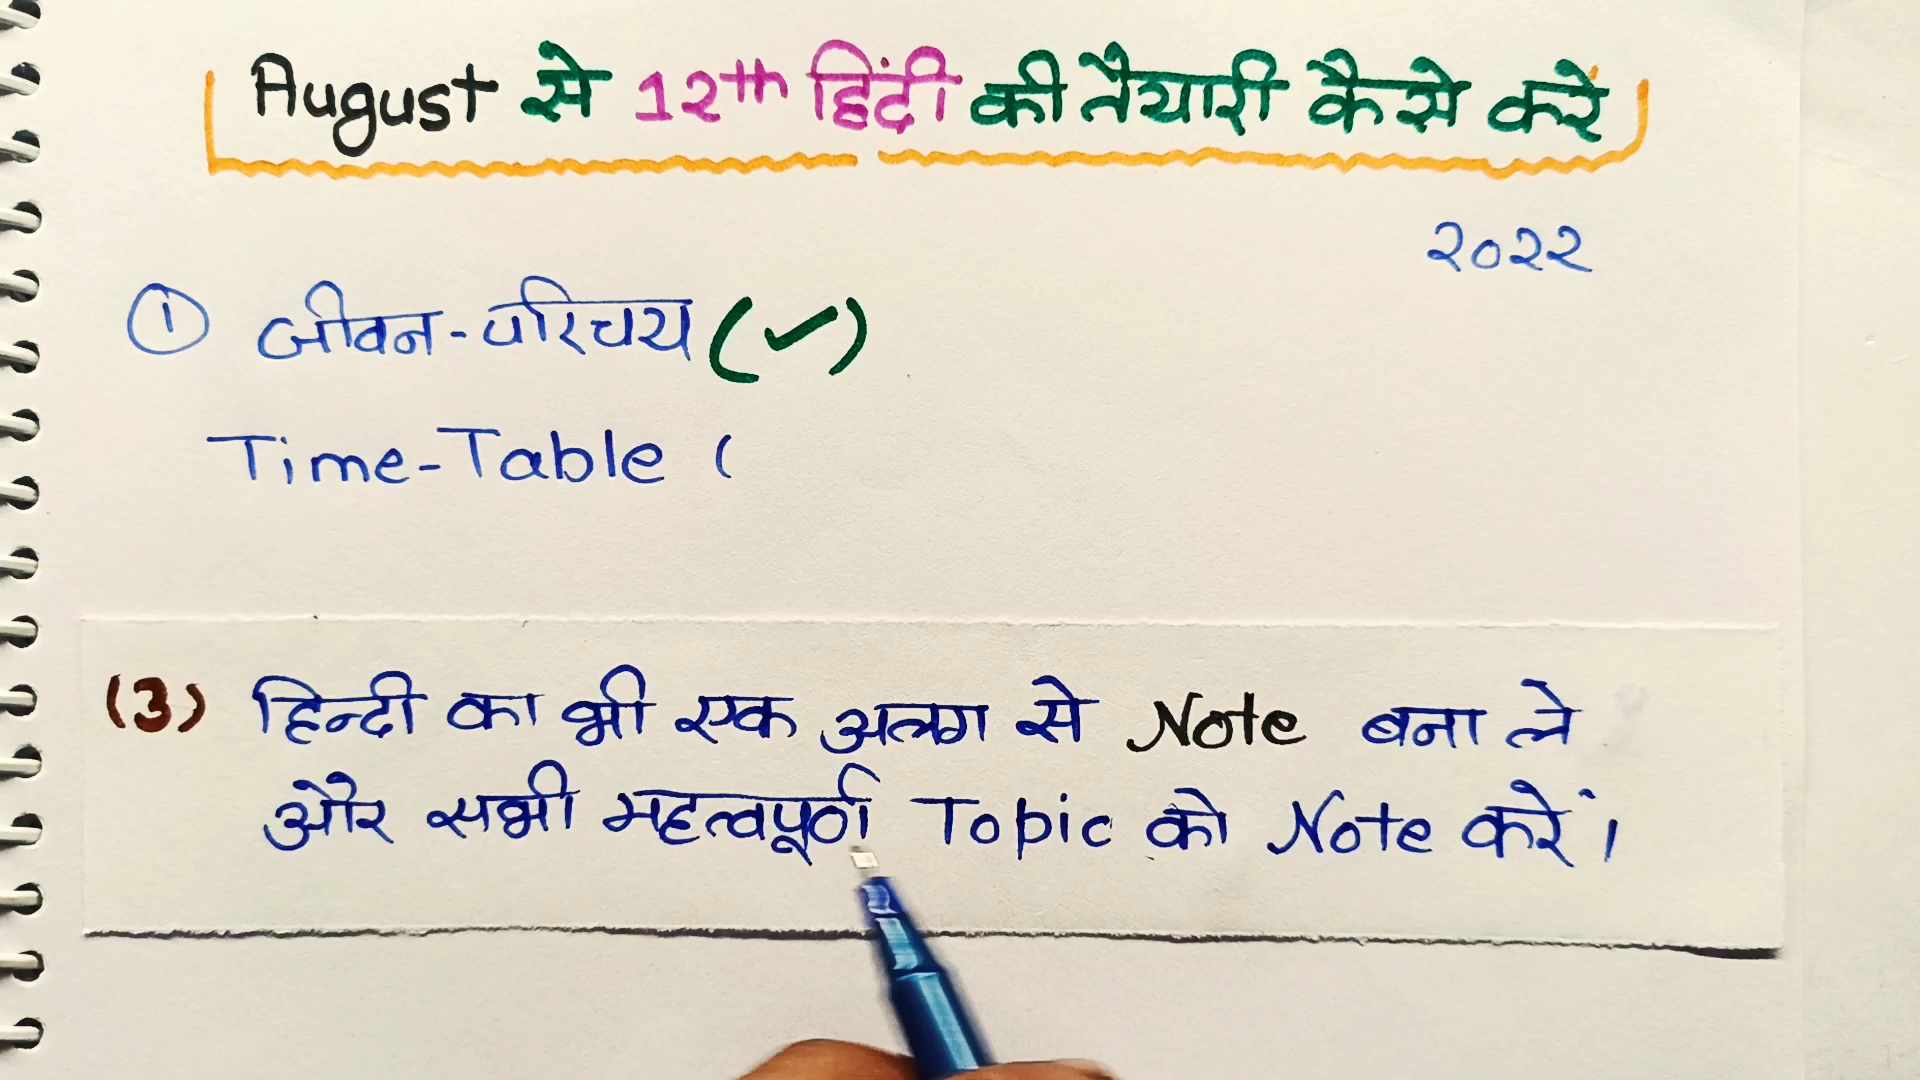 August से 12th हिंदी की तैयारी कैसे करें
२०२२
① जीवन-परिचय (✓)
Time-Table (
(3) हिन्दी का भी एक अलग से Note बना ले
और सभी महत्वपूर्ण Topic को Note करें।